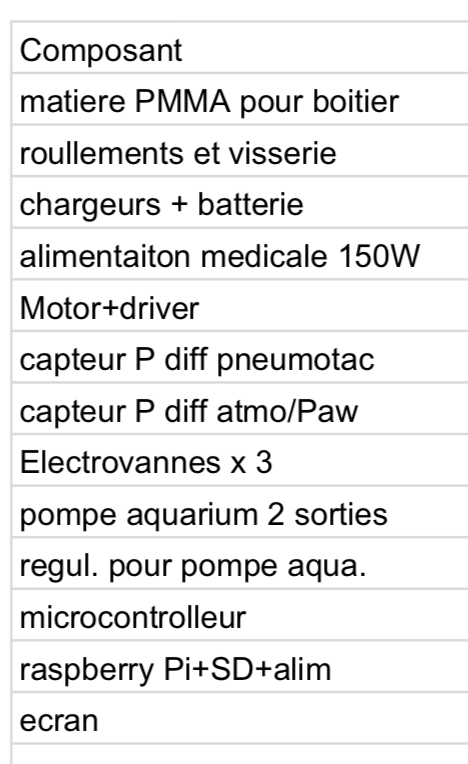 Composant
matiere PMMA pour boitier
roullements et visserie
chargeurs + batterie
alimentaiton medicale 150W
Motor+driver
capteur P diff pneumotac
capteur P diff atmo/Paw
Electrovannes x 3
pompe aquarium 2 sorties
regul. pour pompe aqua.
microcontrolleur
raspberry Pi+SD+alim
ecran